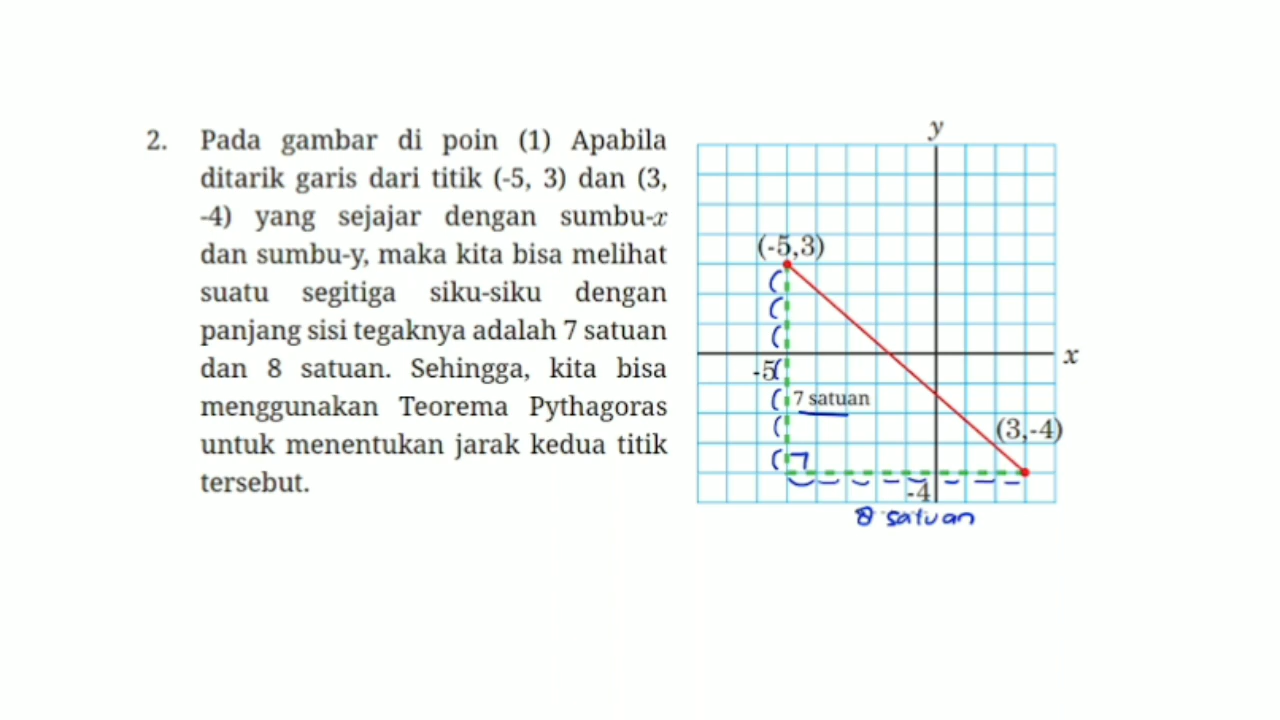 2. Pada gambar di poin (1) Apabila
ditarik garis dari titik (-5, 3) dan (3,
-4) yang sejajar dengan sumbu-x
dan sumbu-y, maka kita bisa melihat
suatu segitiga siku-siku dengan
panjang sisi tegaknya adalah 7 satuan
dan 8 satuan. Sehingga, kita bisa
menggunakan Teorema Pythagoras
untuk menentukan jarak kedua titik
tersebut.
y
(-5,3)
x
-5
7 satuan
(3,-4)
-4
8 satuan